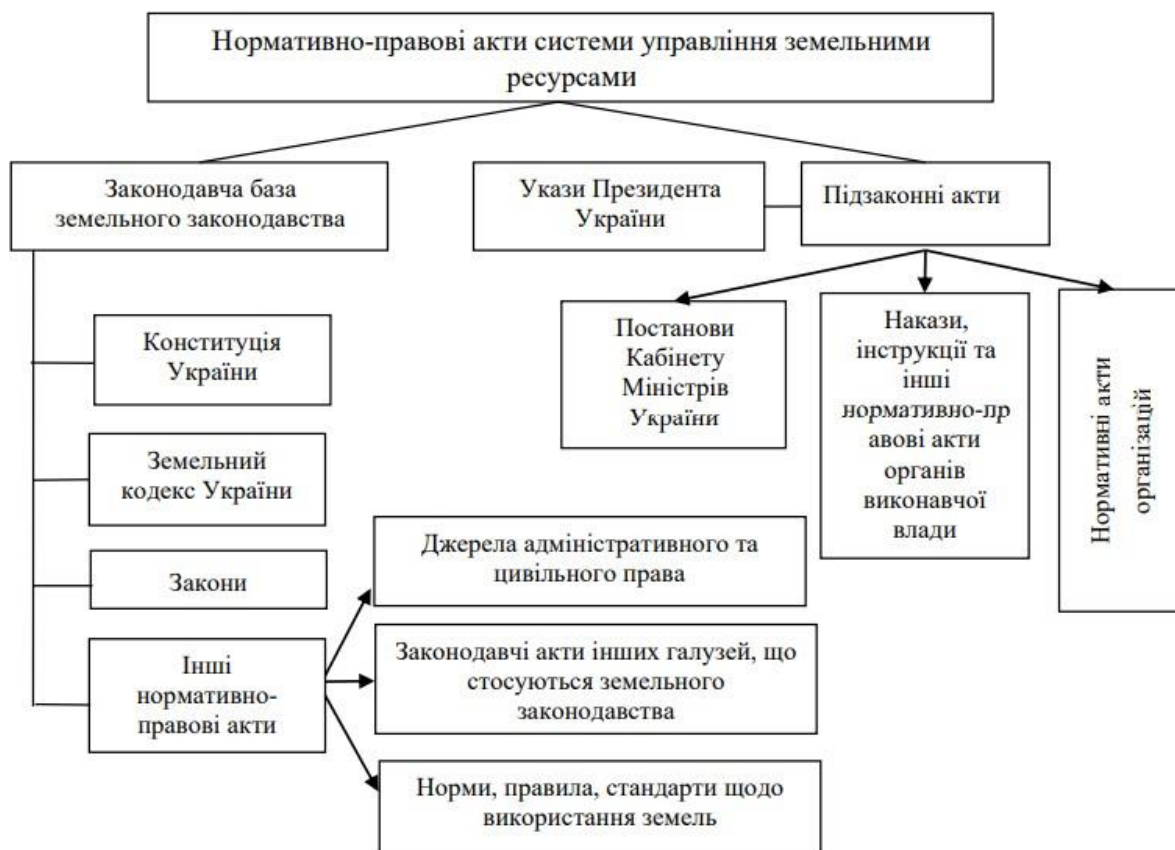 Нормативно-правові акти системи управління земельними
ресурсами
Законодавча база
земельного законодавства
Укази Президента
України
Підзаконні акти
Конституція
України
Земельний
кодекс України
Закони
Інші
нормативно-
правові акти
Постанови
Кабінету
Міністрів
України
Накази,
інструкції та
інші
нормативно-пр
авові акти
органів
виконавчої
влади
Нормативні акти
організацій
Джерела адміністративного та
цивільного права
Законодавчі акти інших галузей, що
стосуються земельного
законодавства
Норми, правила, стандарти щодо
використання земель